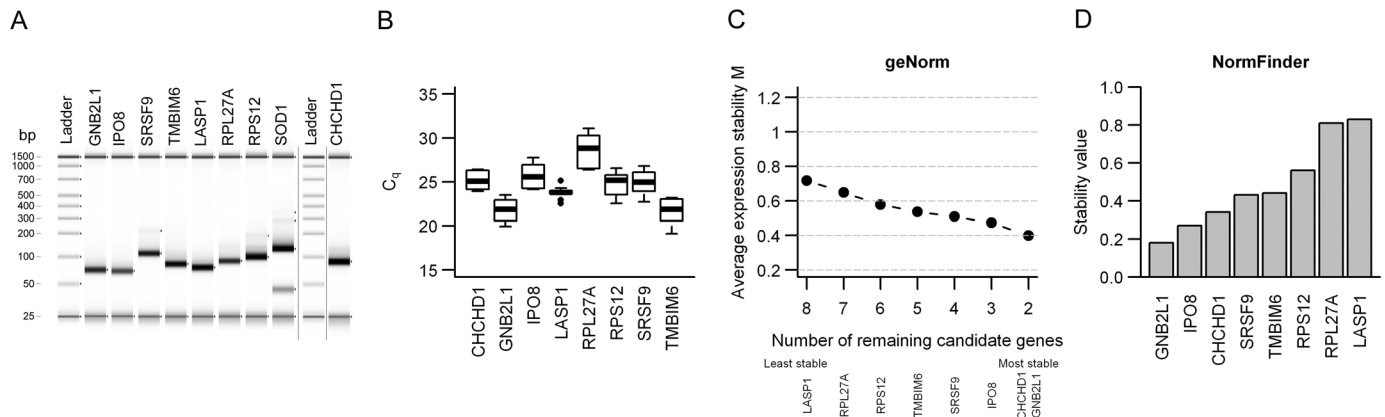 A
bp
Ladder
GNB2L1
IPO8
SRSF9
TMBIM6
LASP1
RPL27A
RPS12
SOD1
Ladder
CHCHD1
1500
1000
700
500
400
300
200
100
50
25
B
Cq
35
30
25
20
15
CHCHD1
GNB2L1
IPO8
LASP1
RPL27A
RPS12
SRSF9
TMBIM6
C
geNorm
Average expression stability M
1.2
1
0.8
0.6
0.4
0.2
8 7 6 5 4 3 2
Number of remaining candidate genes
Least stable
Most stable
LASP1
RPL27A
RPS12
TMBIM6
SRSF9
IPO8
CHCHD1
GNB2L1
D
NormFinder
Stability value
1.0
0.8
0.6
0.4
0.2
0.0
GNB2L1
IPO8
CHCHD1
SRSF9
TMBIM6
RPS12
RPL27A
LASP1